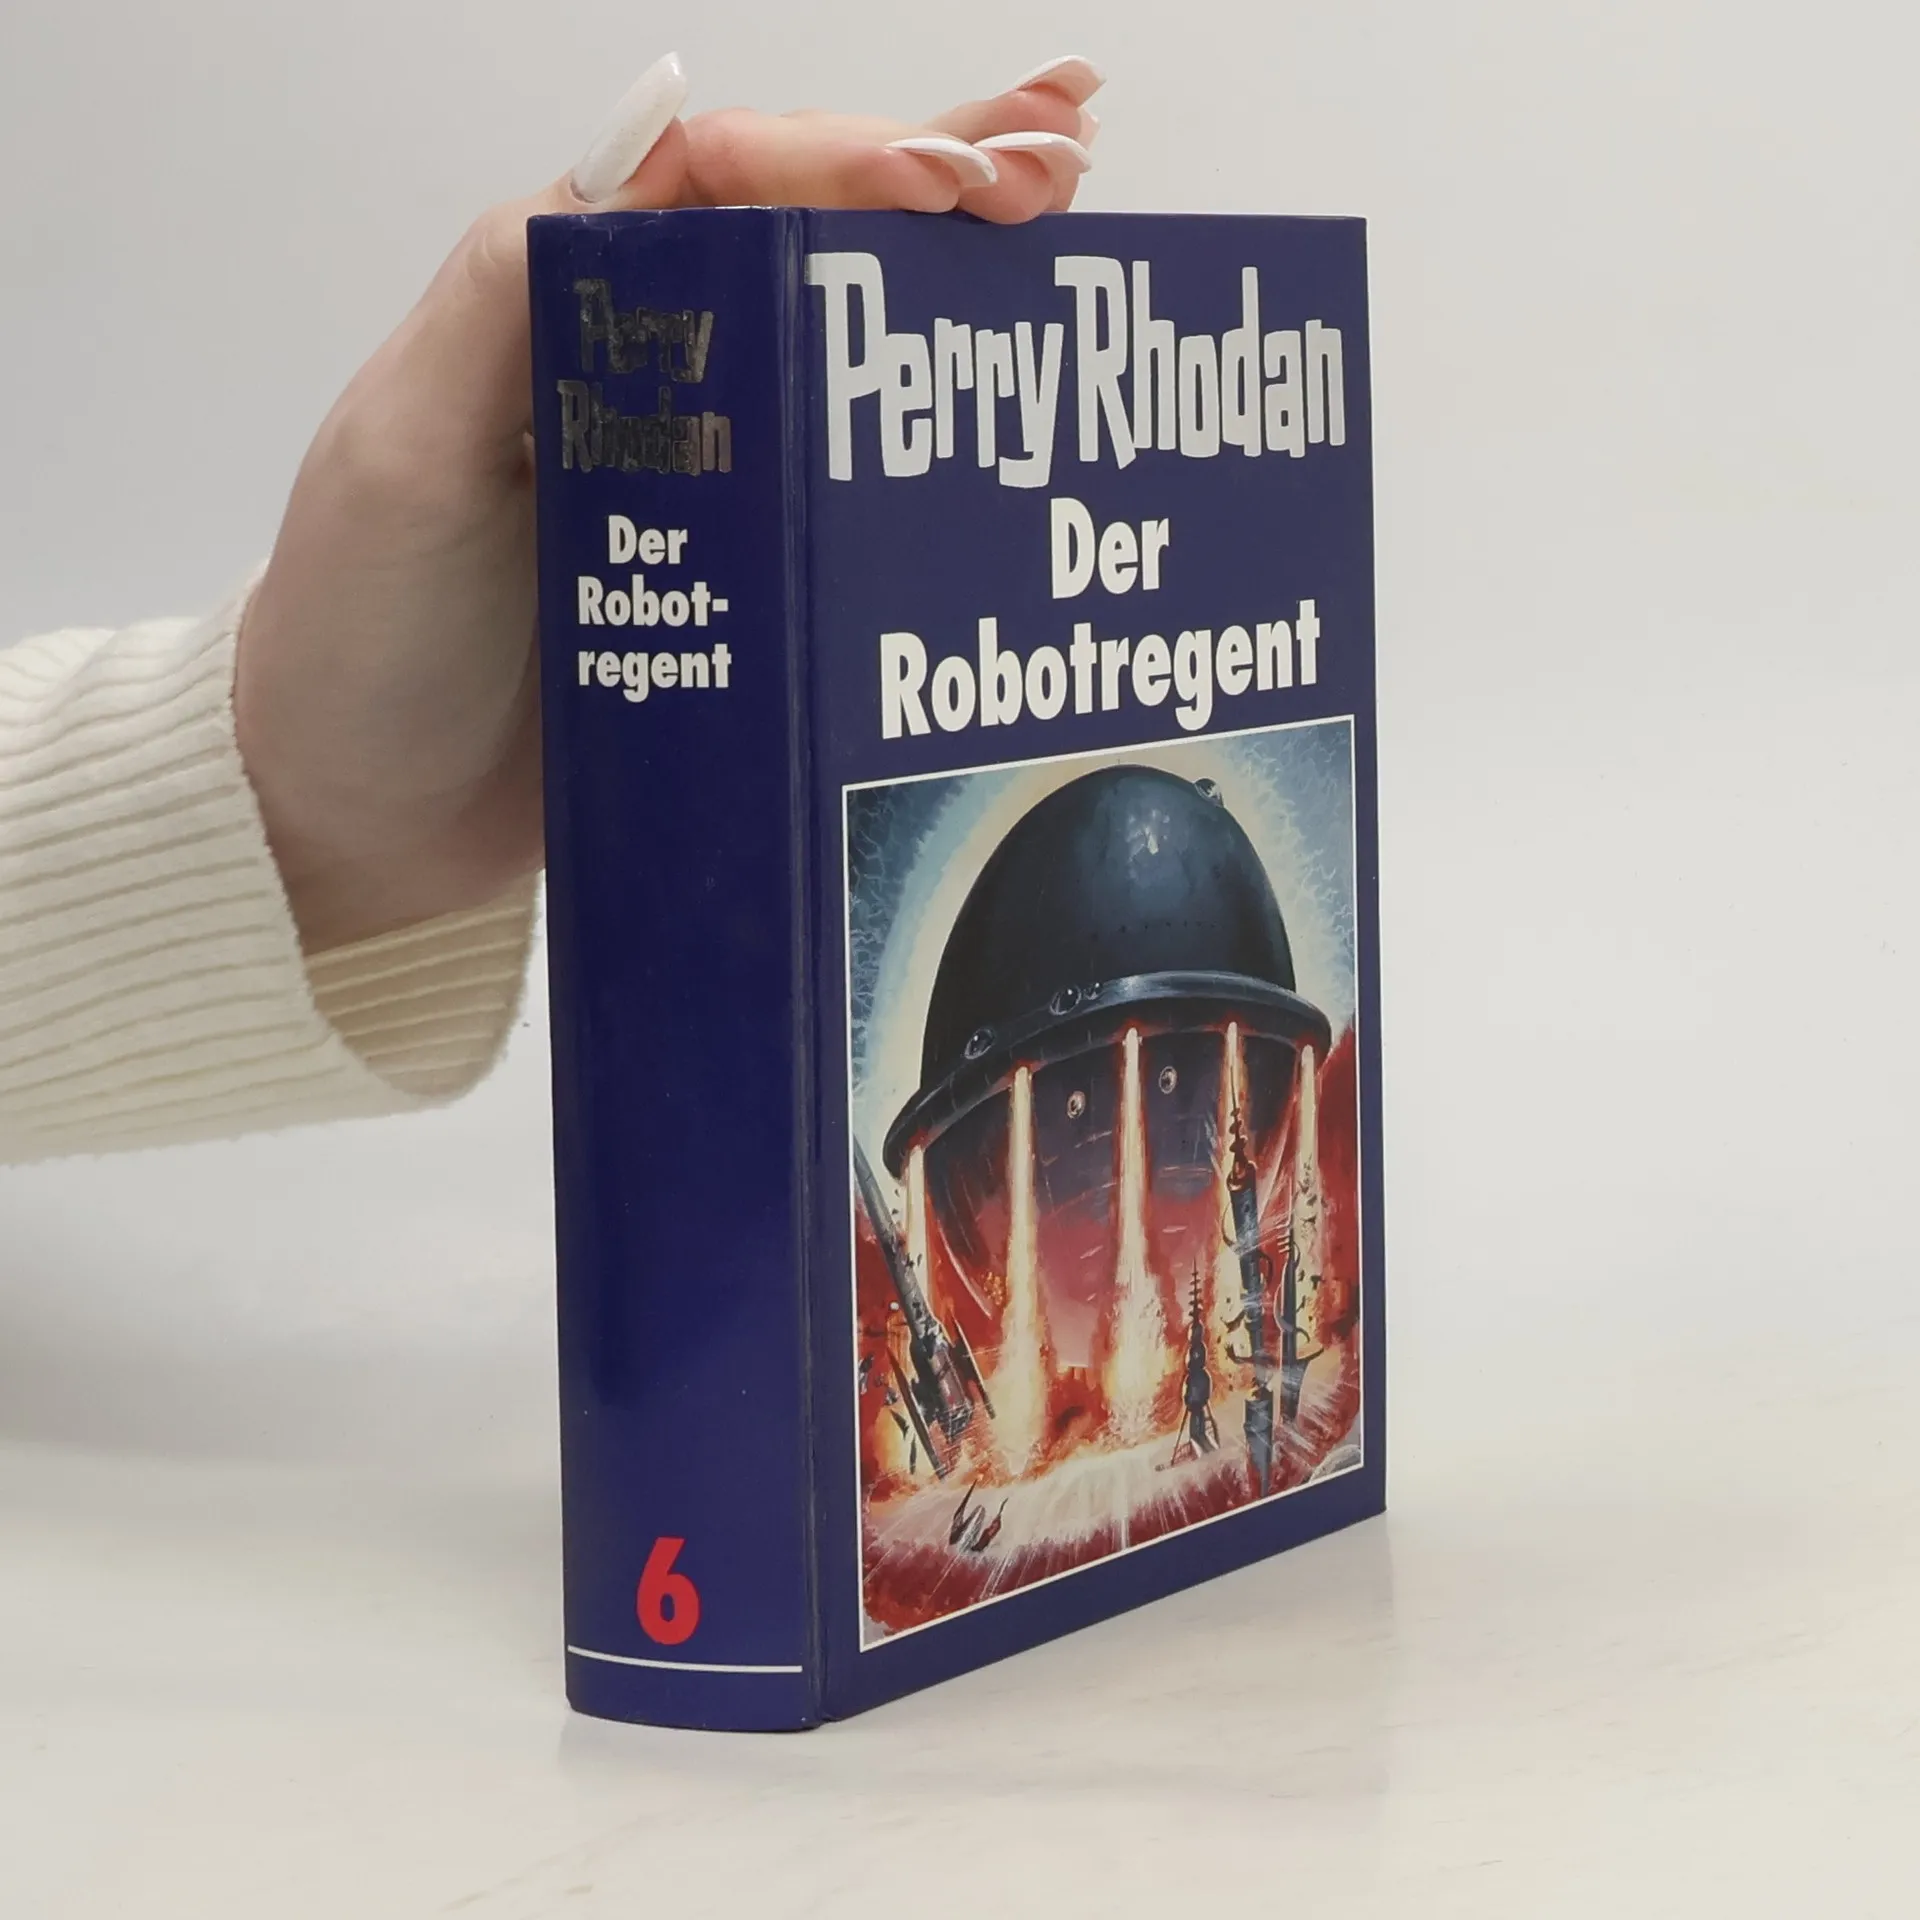 Perry
Rhodan
Der
Robot-
regent
6
Perry Rhodan
Der
Robotregent